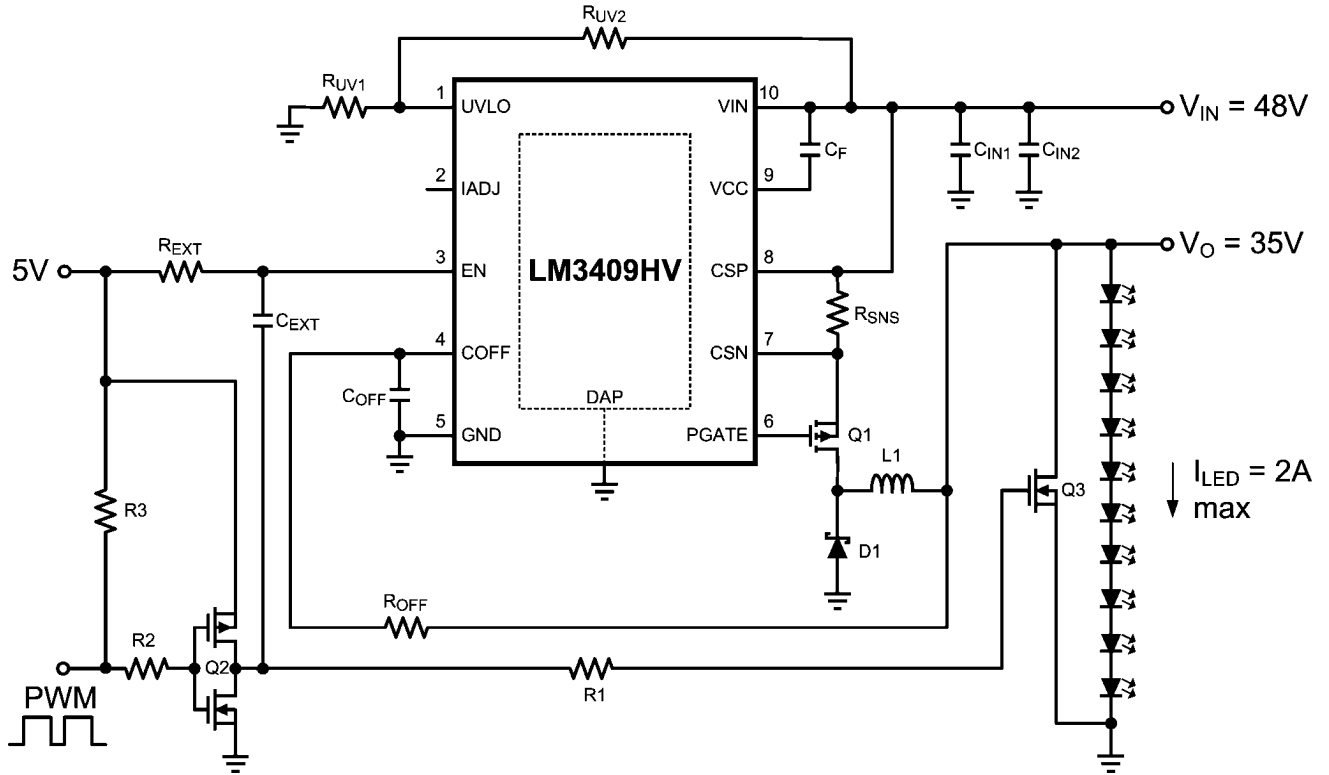 RUV2
RUV1
1 UVLO
VIN 10
VIN = 48V
CF
CIN1
CIN2
2 IADJ
VCC 9
REXT
5V
3 EN
LM3409HV
CSP 8
VO = 35V
CEXT
RSNS
4 COFF
CSN 7
COFF
DAP
5 GND
PGATE 6
Q1
L1
Q3
ILED = 2A
max
R3
D1
ROFF
R2
Q2
R1
PWM